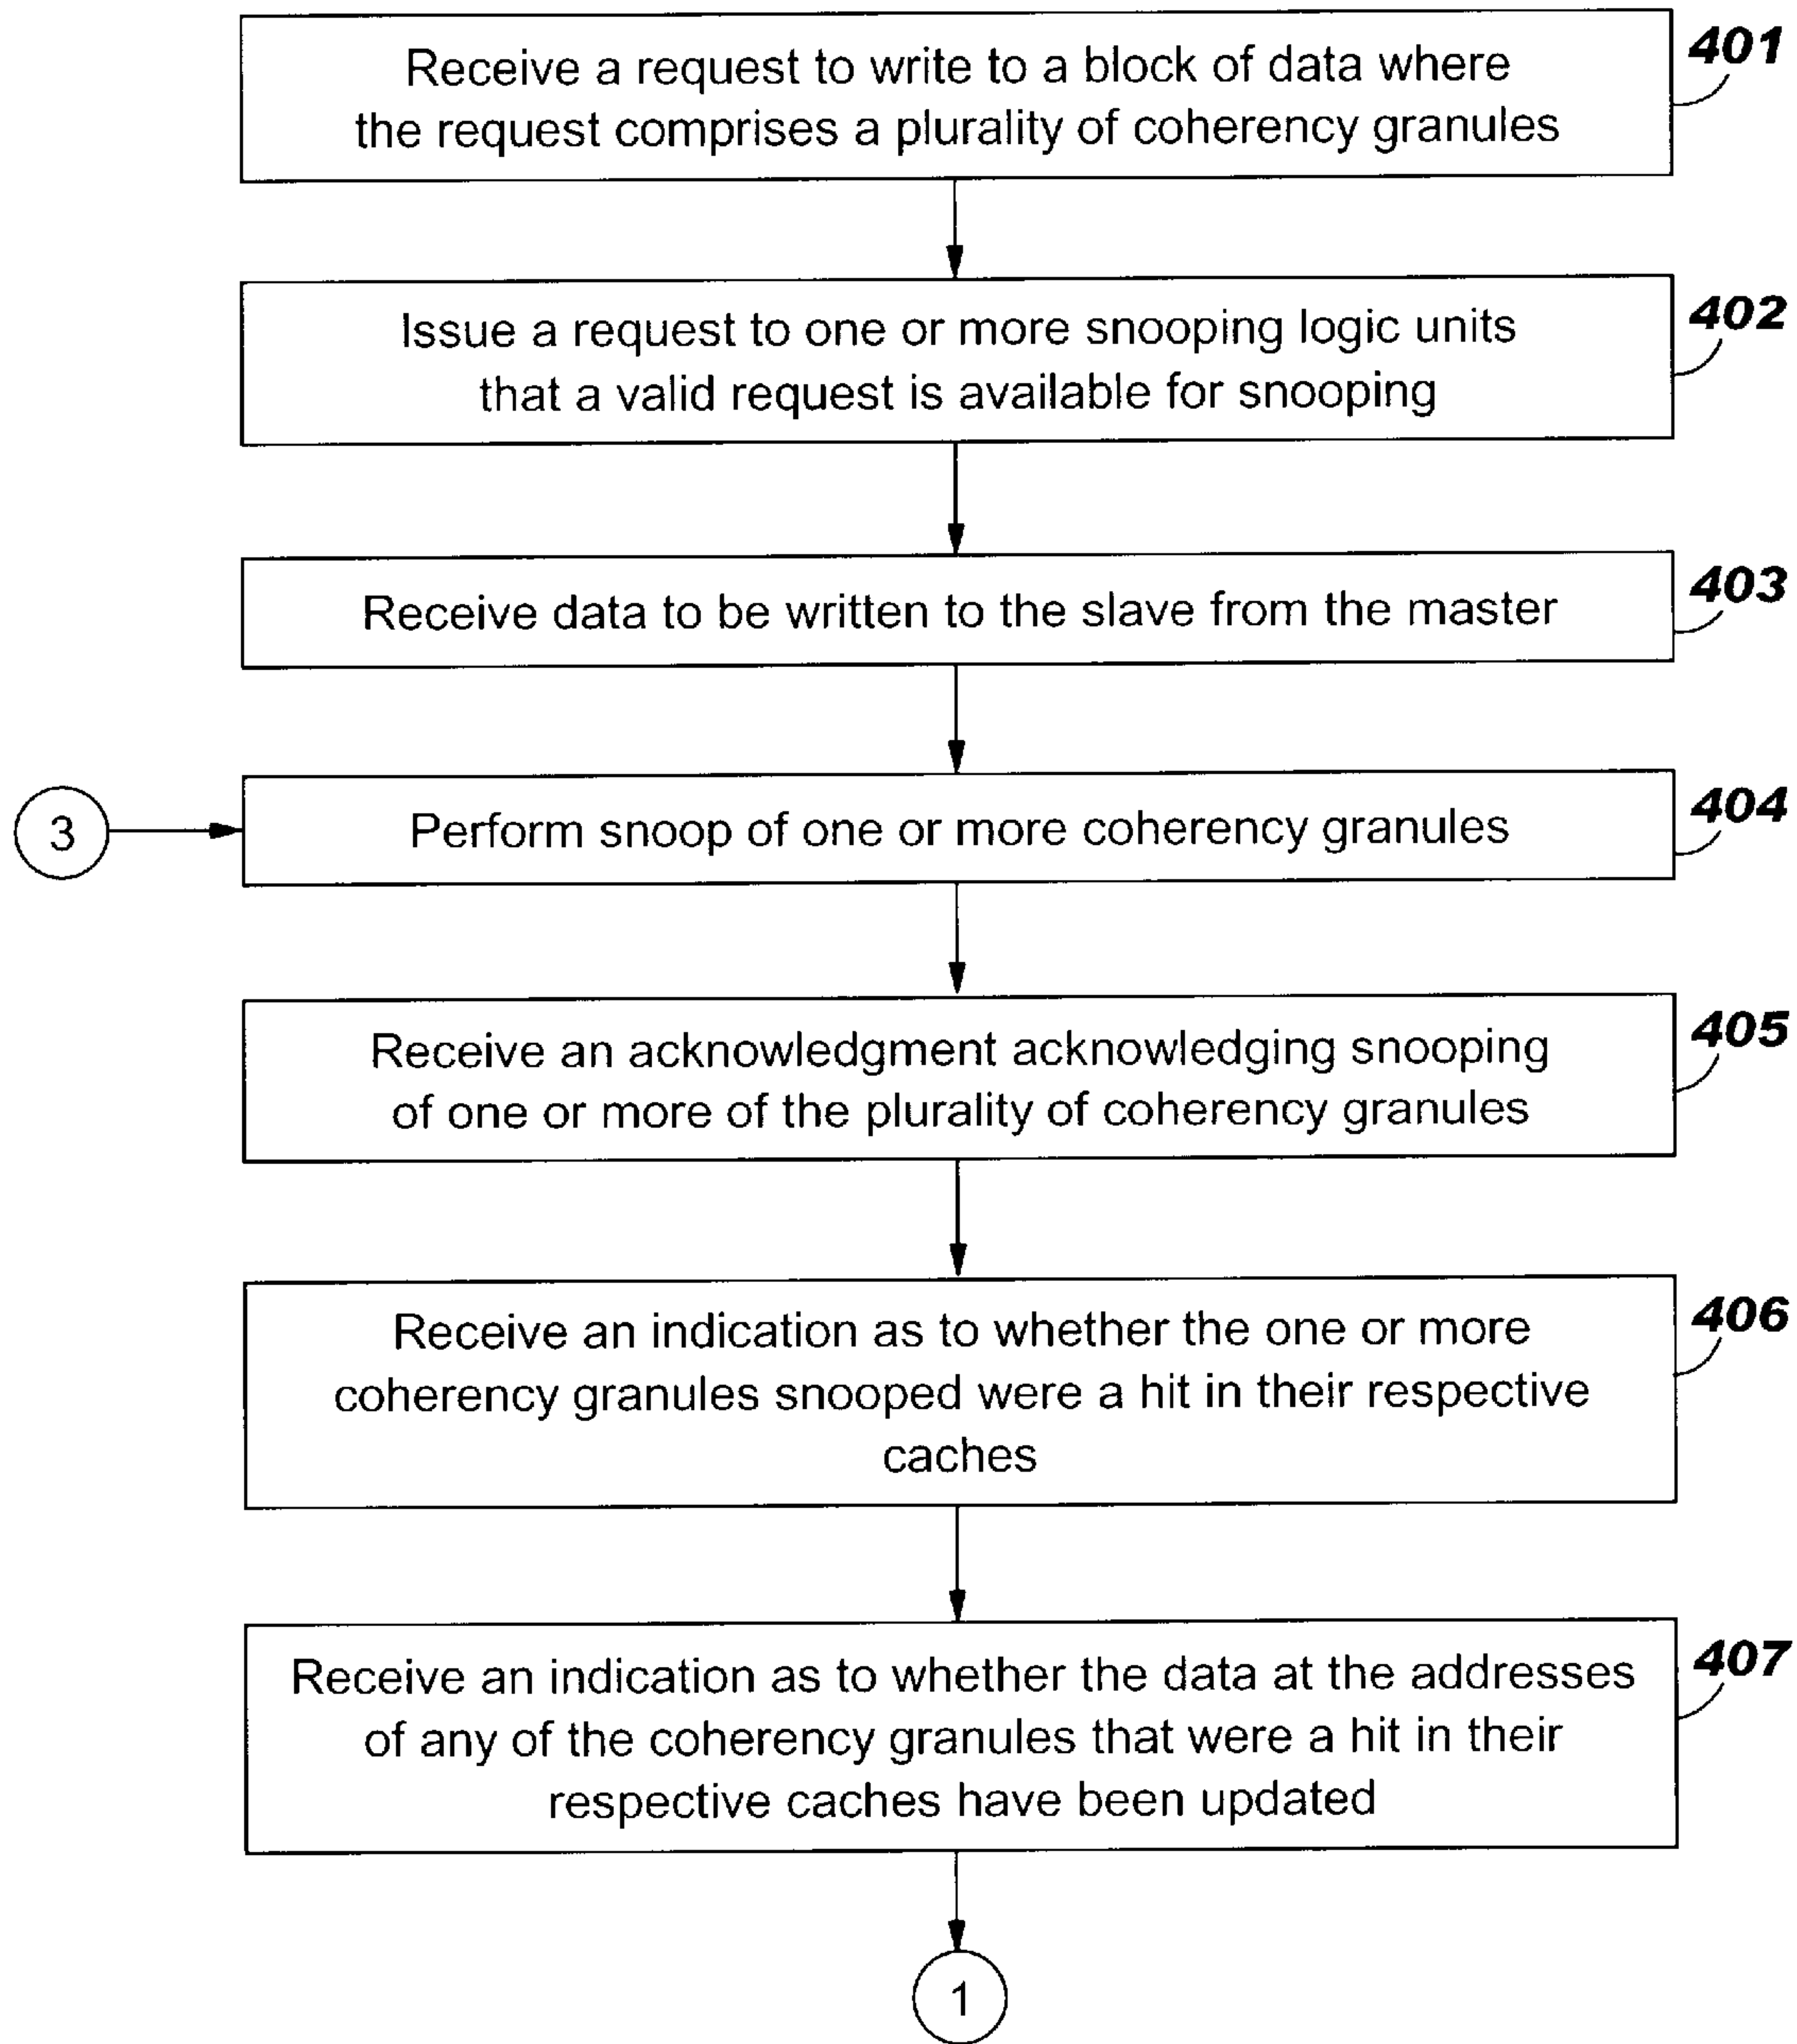 401
Receive a request to write to a block of data where
the request comprises a plurality of coherency granules
402
Issue a request to one or more snooping logic units
that a valid request is available for snooping
403
Receive data to be written to the slave from the master
404
3
Perform snoop of one or more coherency granules
405
Receive an acknowledgment acknowledging snooping
of one or more of the plurality of coherency granules
406
Receive an indication as to whether the one or more
coherency granules snooped were a hit in their respective
caches
407
Receive an indication as to whether the data at the addresses
of any of the coherency granules that were a hit in their
respective caches have been updated
1